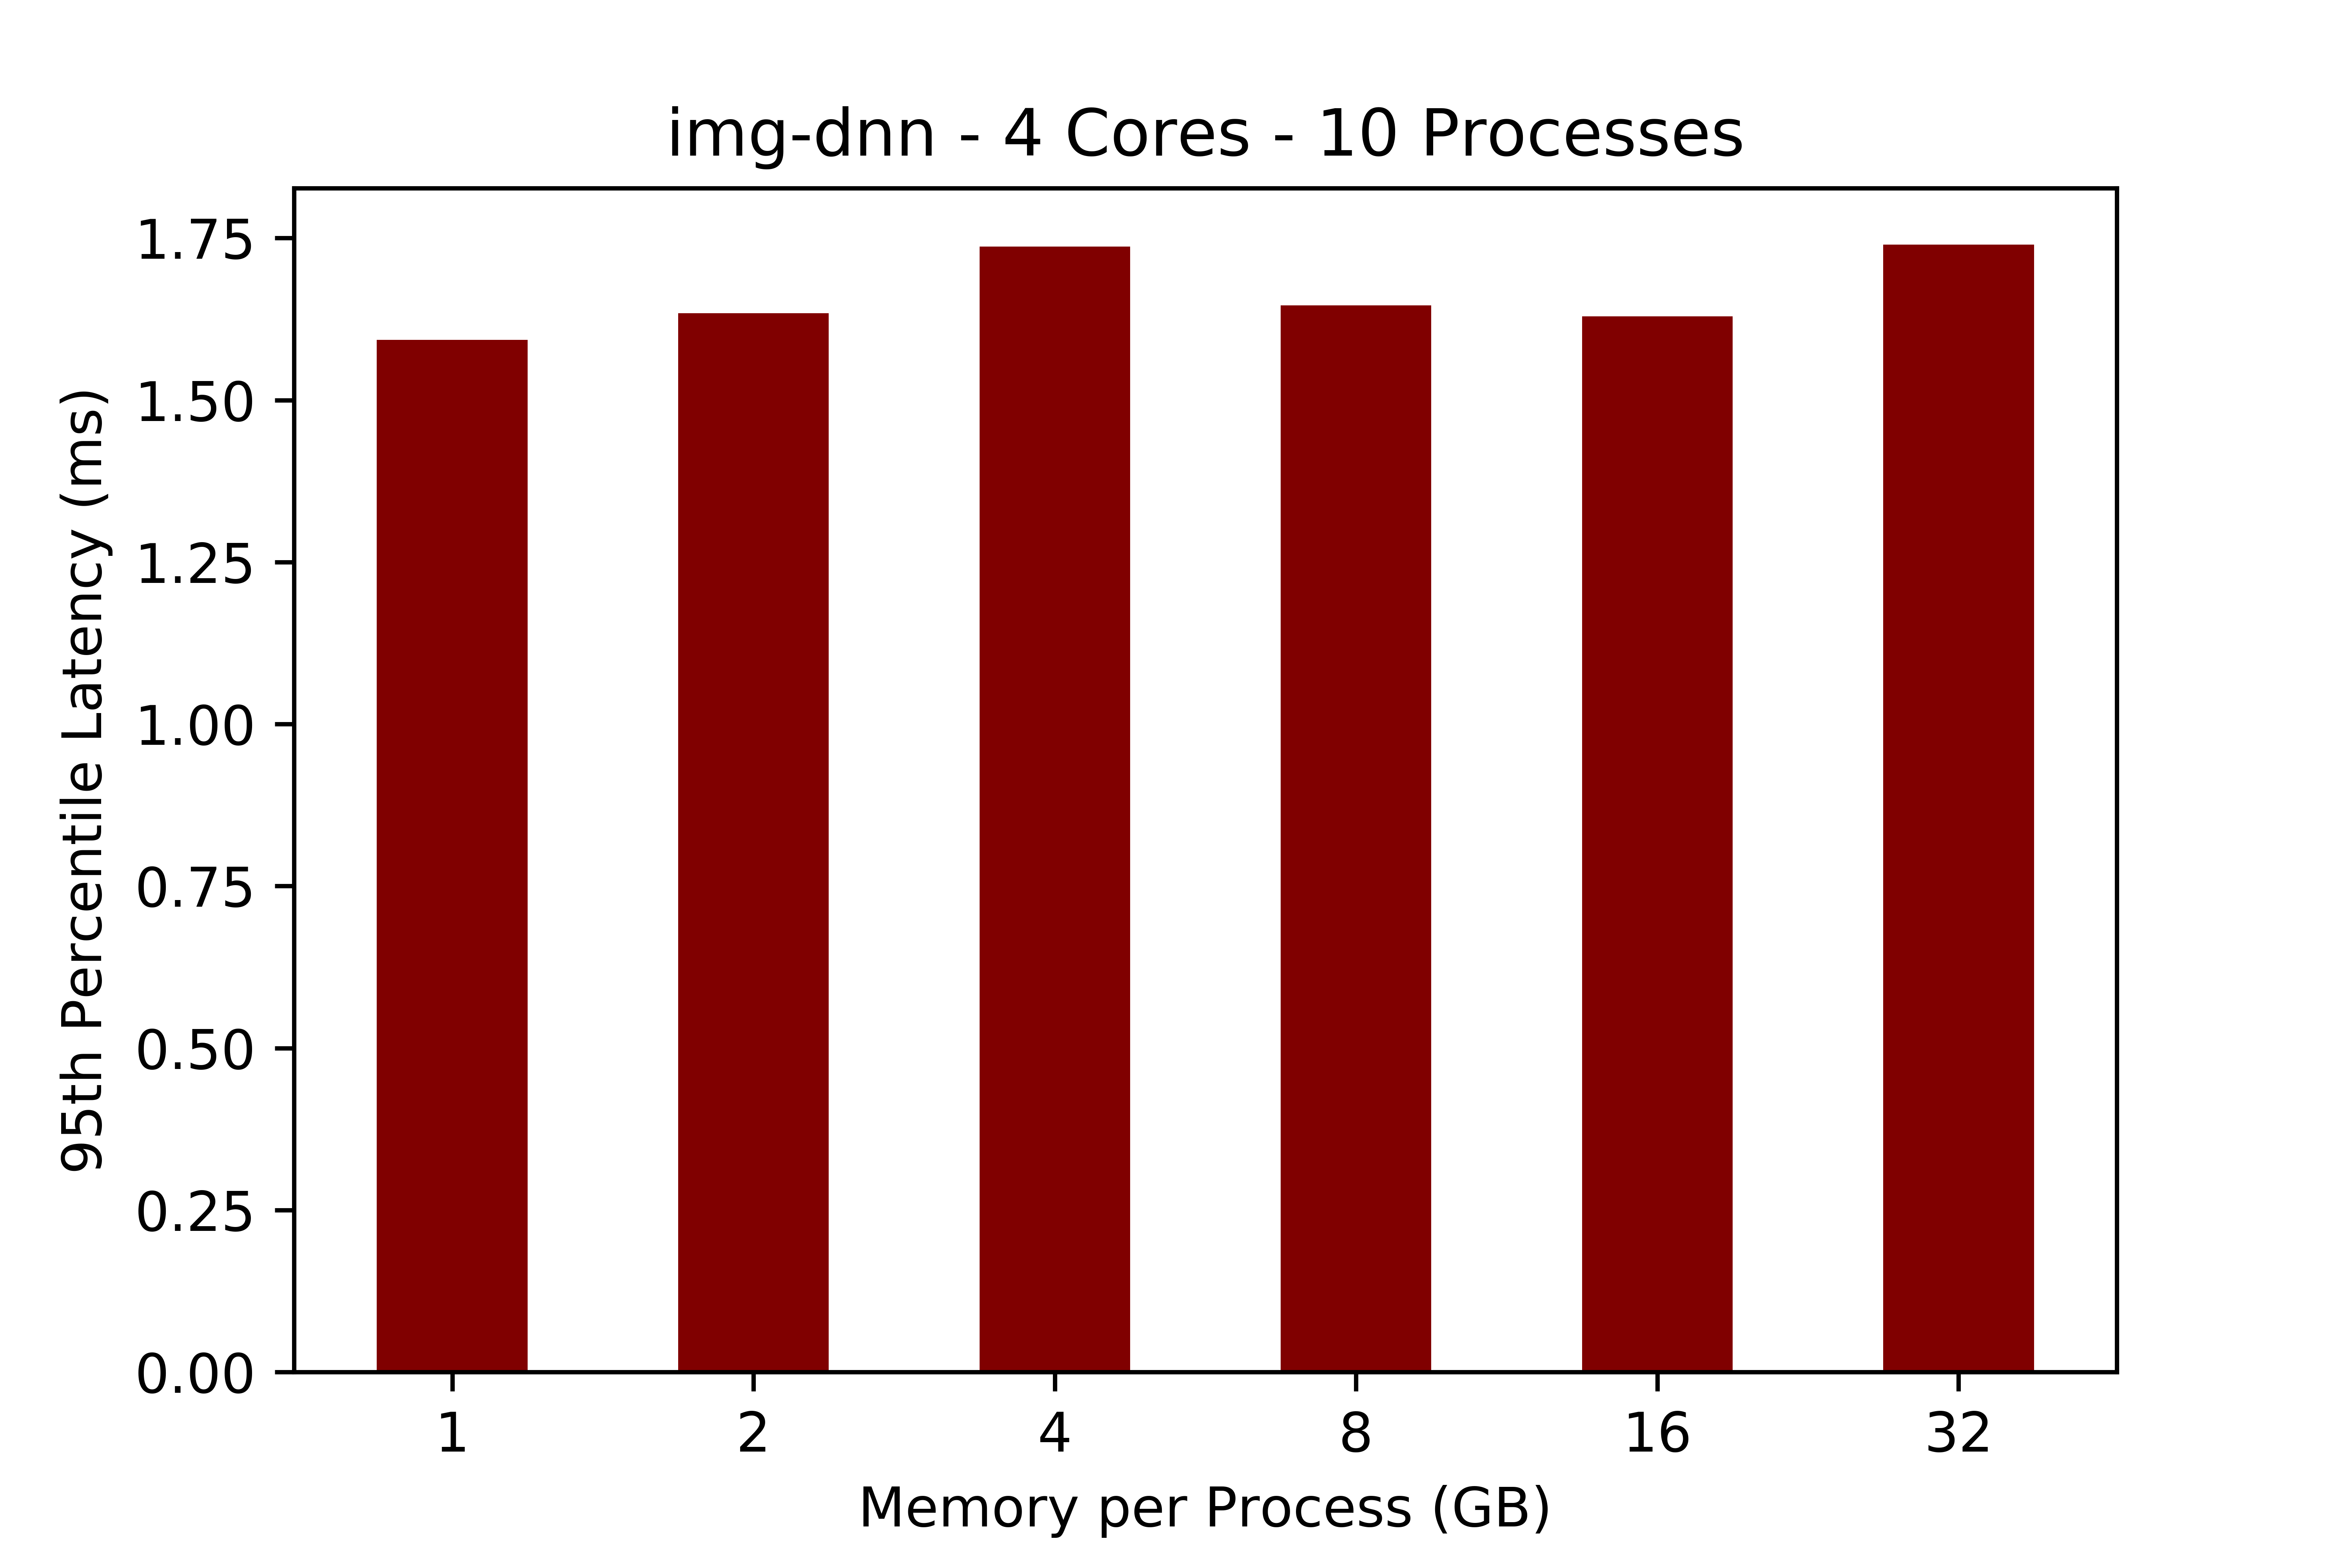 img-dnn - 4 Cores - 10 Processes
95th Percentile Latency (ms)
1.75
1.50
1.25
1.00
0.75
0.50
0.25
0.00
1 2 4 8 16 32
Memory per Process (GB)